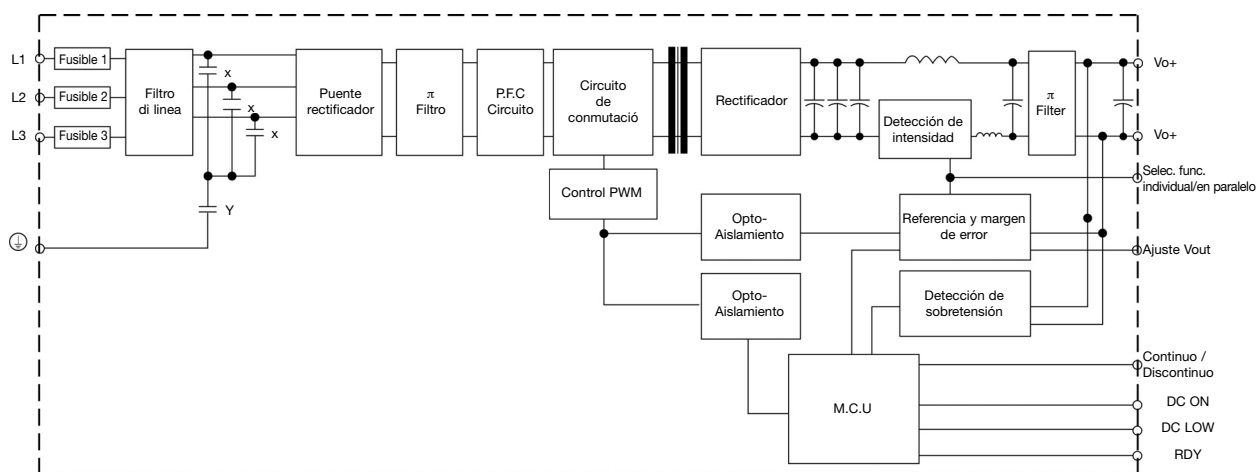 L1
Fusible 1
L2
Fusible 2
L3
Fusible 3
Filtro
di linea
x
x
x
Y
Puente
rectificador
π
Filtro
P.F.C
Circuito
Circuito
de
conmutació
Control PWM
Rectificador
Detección de
intensidad
π
Filter
Vo+
Vo+
Selec. func.
individual/en paralelo
Opto-
Aislamiento
Referencia y margen
de error
Ajuste Vout
Opto-
Aislamiento
Detección de
sobretensión
M.C.U
Continuo /
Discontinuo
DC ON
DC LOW
RDY